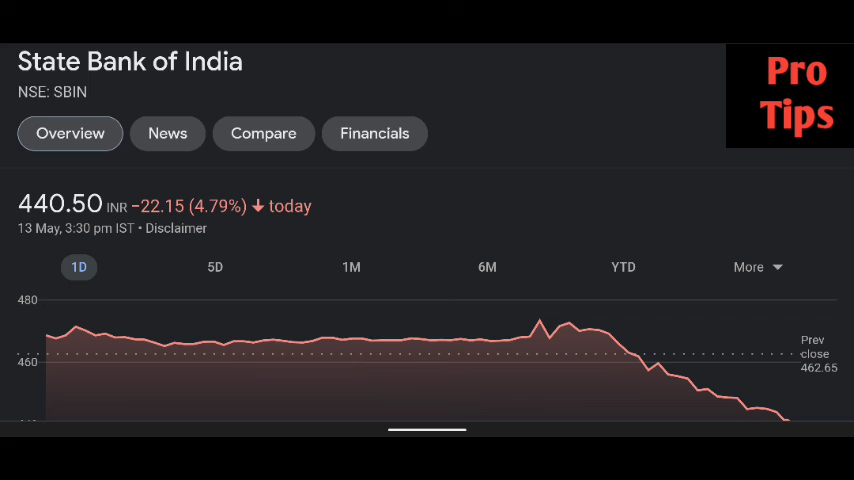 State Bank of India
NSE: SBIN
Pro
Tips
Overview
News
Compare
Financials
440.50 INR −22.15 (4.79%) ↓ today
13 May, 3:30 pm IST • Disclaimer
1D
5D
1M
6M
YTD
More
480
Prev
close
462.65
460